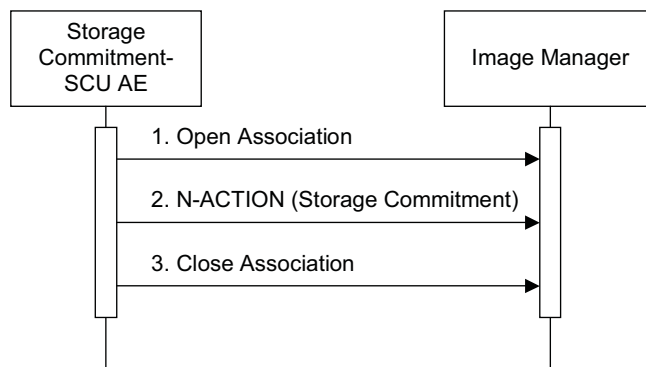 Storage
Commitment-
SCU AE
Image Manager
1. Open Association
2. N-ACTION (Storage Commitment)
3. Close Association